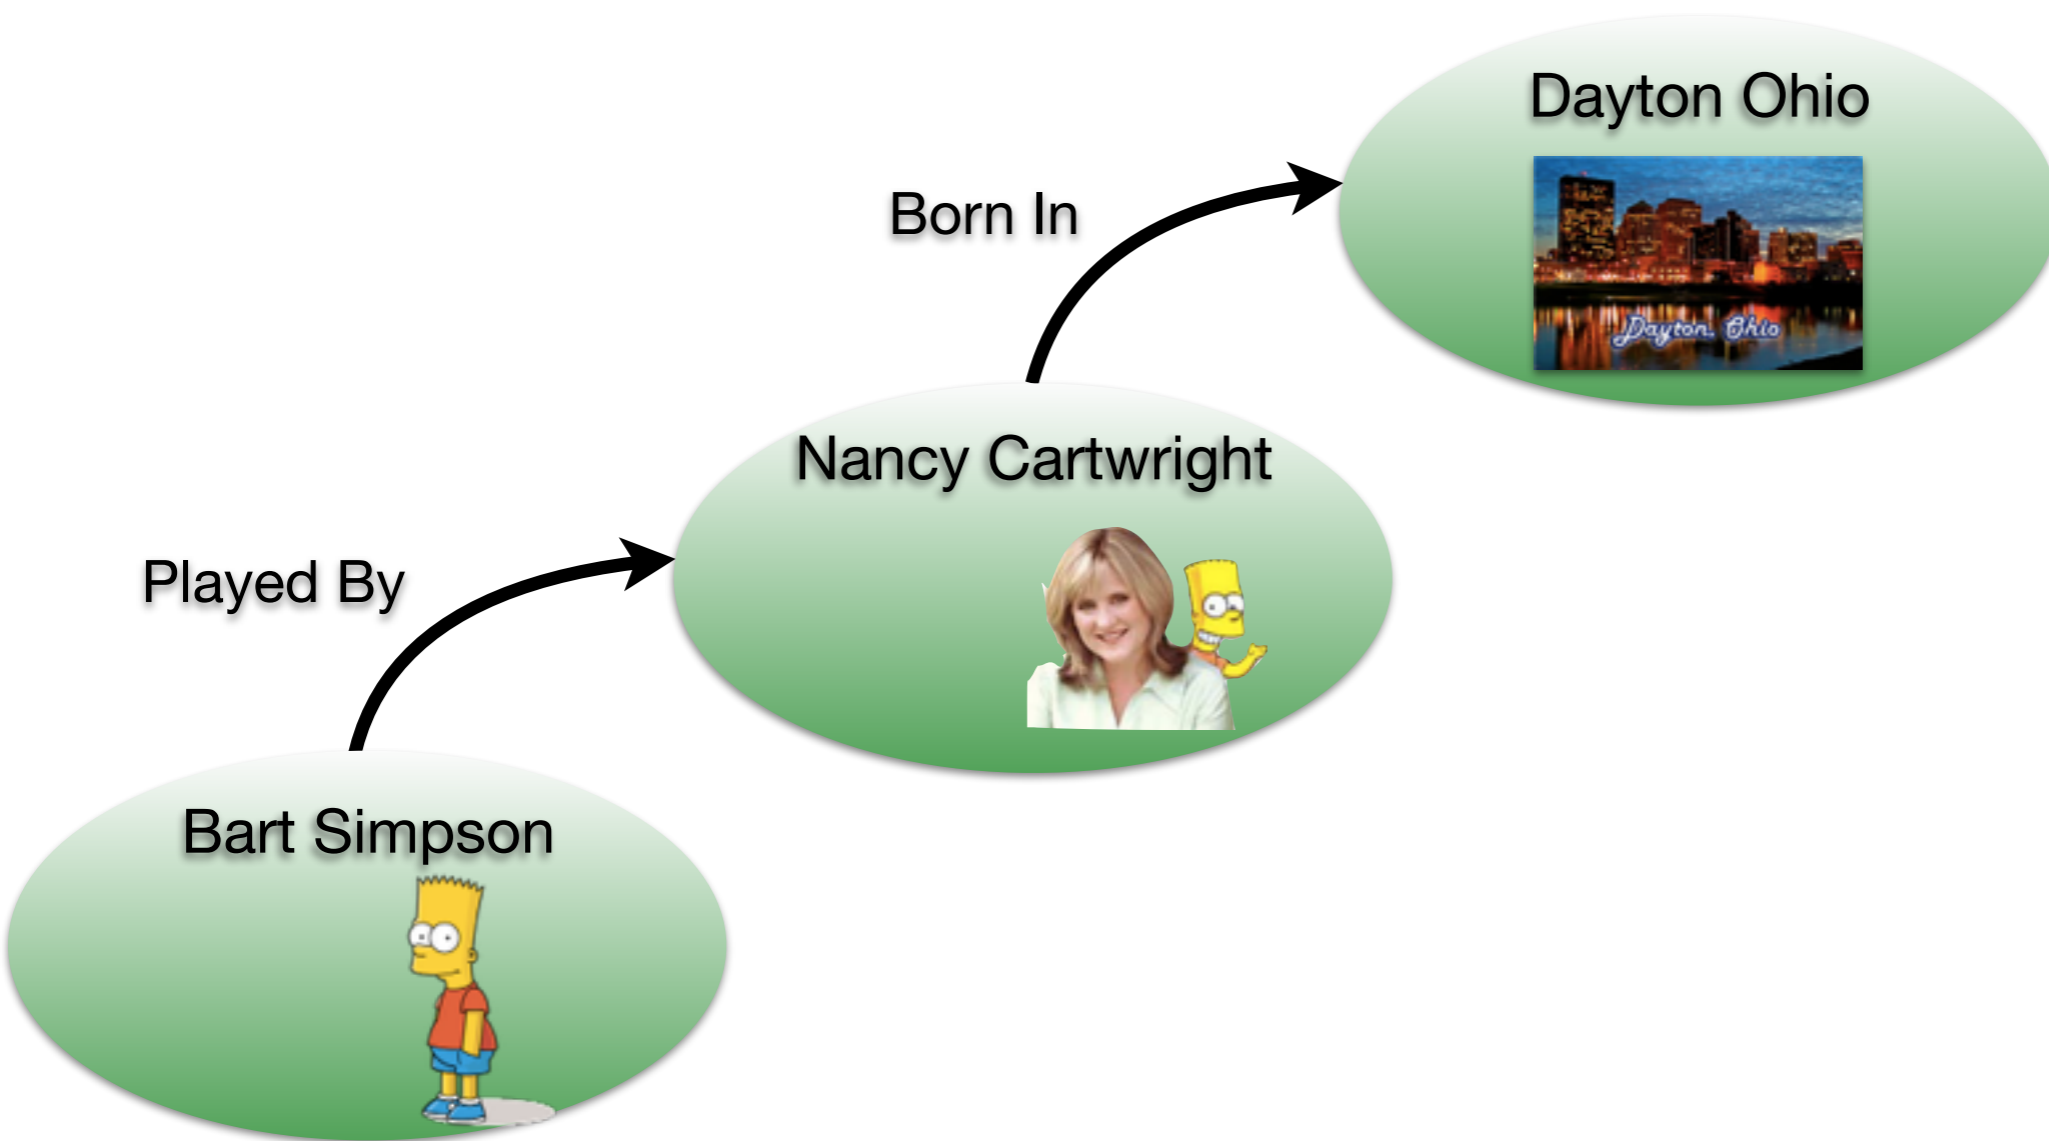 Dayton Ohio
Dayton, Ohio
Born In
Nancy Cartwright
Played By
Bart Simpson